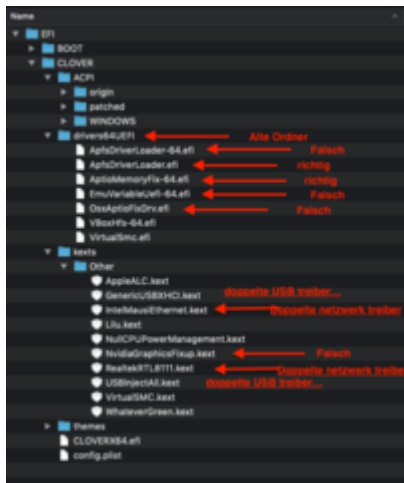 Name
EFI
BOOT
CLOVER
ACPI
origin
patched
WINDOWS
drivers64UEFI Alte Ordner
ApfsDriverLoader-64.efi Falsch
ApfsDriverLoader.efi richtig
AptioMemoryFix-64.efi richtig
EmuVariableUefi-64.efi Falsch
OsxAptioFixDrv.efi Falsch
VBoxHfs-64.efi
VirtualSmc.efi
kexts
Other
AppleALC.kext
GenericUSBXHCI.kext doppelte USB treiber...
IntelMausiEthernet.kext Doppelte netzwerk treiber
Lilu.kext
NullCPUPowerManagement.kext
NvidiaGraphicsFixup.kext Falsch
RealtekRTL8111.kext Doppelte netzwerk treibe
USBInjectAll.kext doppelte USB treiber...
VirtualSMC.kext
WhateverGreen.kext
themes
CLOVERX64.efi
config.plist